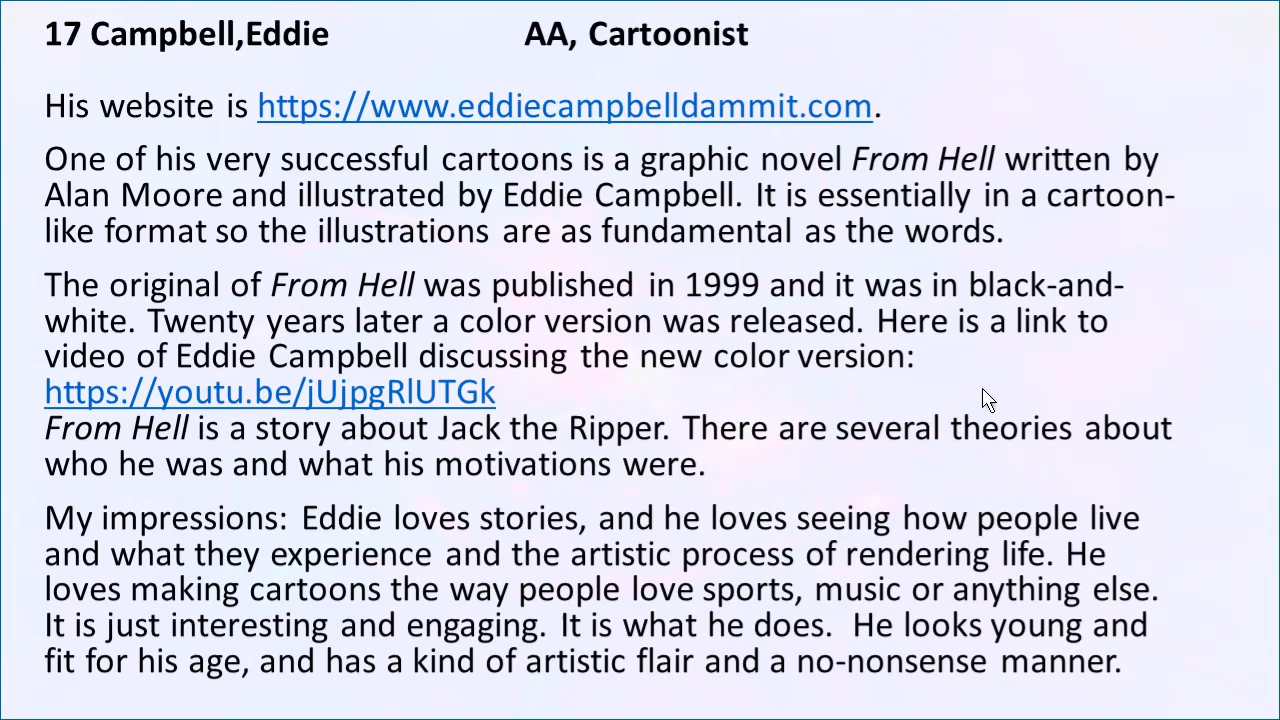 17 Campbell,Eddie AA, Cartoonist
His website is https://www.eddiecampbelldammit.com.
One of his very successful cartoons is a graphic novel From Hell written by
Alan Moore and illustrated by Eddie Campbell. It is essentially in a cartoon-
like format so the illustrations are as fundamental as the words.
The original of From Hell was published in 1999 and it was in black-and-
white. Twenty years later a color version was released. Here is a link to
video of Eddie Campbell discussing the new color version:
https://youtu.be/jUjpgRlUTGk
From Hell is a story about Jack the Ripper. There are several theories about
who he was and what his motivations were.
My impressions: Eddie loves stories, and he loves seeing how people live
and what they experience and the artistic process of rendering life. He
loves making cartoons the way people love sports, music or anything else.
It is just interesting and engaging. It is what he does. He looks young and
fit for his age, and has a kind of artistic flair and a no-nonsense manner.